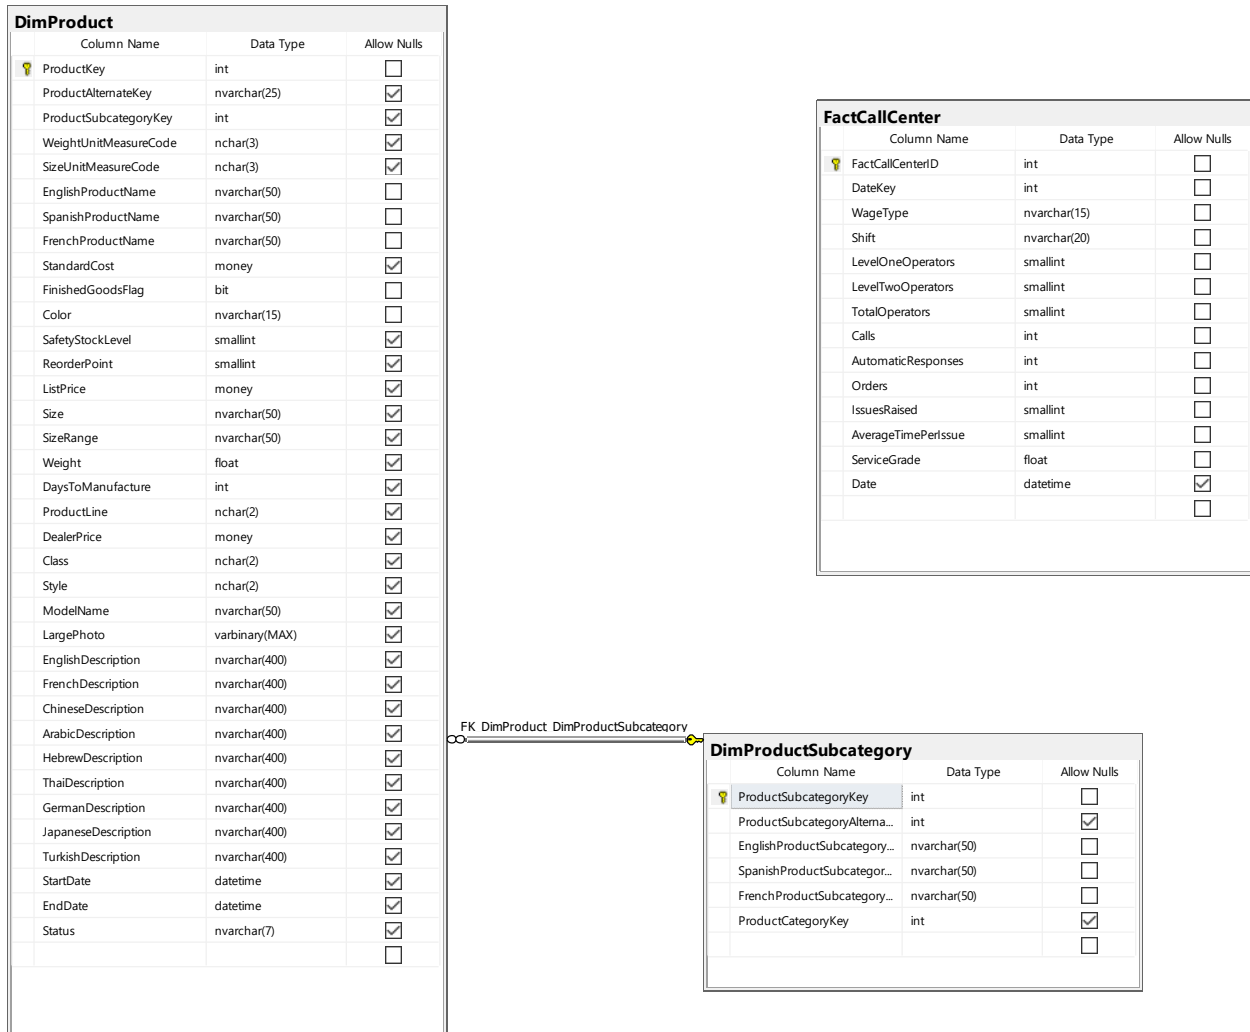 DimProduct
Column Name Data Type Allow Nulls
ProductKey int
ProductAlternateKey nvarchar(25)
ProductSubcategoryKey int
WeightUnitMeasureCode nchar(3)
SizeUnitMeasureCode nchar(3)
EnglishProductName nvarchar(50)
SpanishProductName nvarchar(50)
FrenchProductName nvarchar(50)
StandardCost money
FinishedGoodsFlag bit
Color nvarchar(15)
SafetyStockLevel smallint
ReorderPoint smallint
ListPrice money
Size nvarchar(50)
SizeRange nvarchar(50)
Weight float
DaysToManufacture int
ProductLine nchar(2)
DealerPrice money
Class nchar(2)
Style nchar(2)
ModelName nvarchar(50)
LargePhoto varbinary(MAX)
EnglishDescription nvarchar(400)
FrenchDescription nvarchar(400)
ChineseDescription nvarchar(400)
ArabicDescription nvarchar(400)
HebrewDescription nvarchar(400)
ThaiDescription nvarchar(400)
GermanDescription nvarchar(400)
JapaneseDescription nvarchar(400)
TurkishDescription nvarchar(400)
StartDate datetime
EndDate datetime
Status nvarchar(7)
FactCallCenter
Column Name Data Type Allow Nulls
FactCallCenterID int
DateKey int
WageType nvarchar(15)
Shift nvarchar(20)
LevelOneOperators smallint
LevelTwoOperators smallint
TotalOperators smallint
Calls int
AutomaticResponses int
Orders int
IssuesRaised smallint
AverageTimePerIssue smallint
ServiceGrade float
Date datetime
FK_DimProduct_DimProductSubcategory
DimProductSubcategory
Column Name Data Type Allow Nulls
ProductSubcategoryKey int
ProductSubcategoryAlterna... int
EnglishProductSubcategory... nvarchar(50)
SpanishProductSubcategor... nvarchar(50)
FrenchProductSubcategory... nvarchar(50)
ProductCategoryKey int